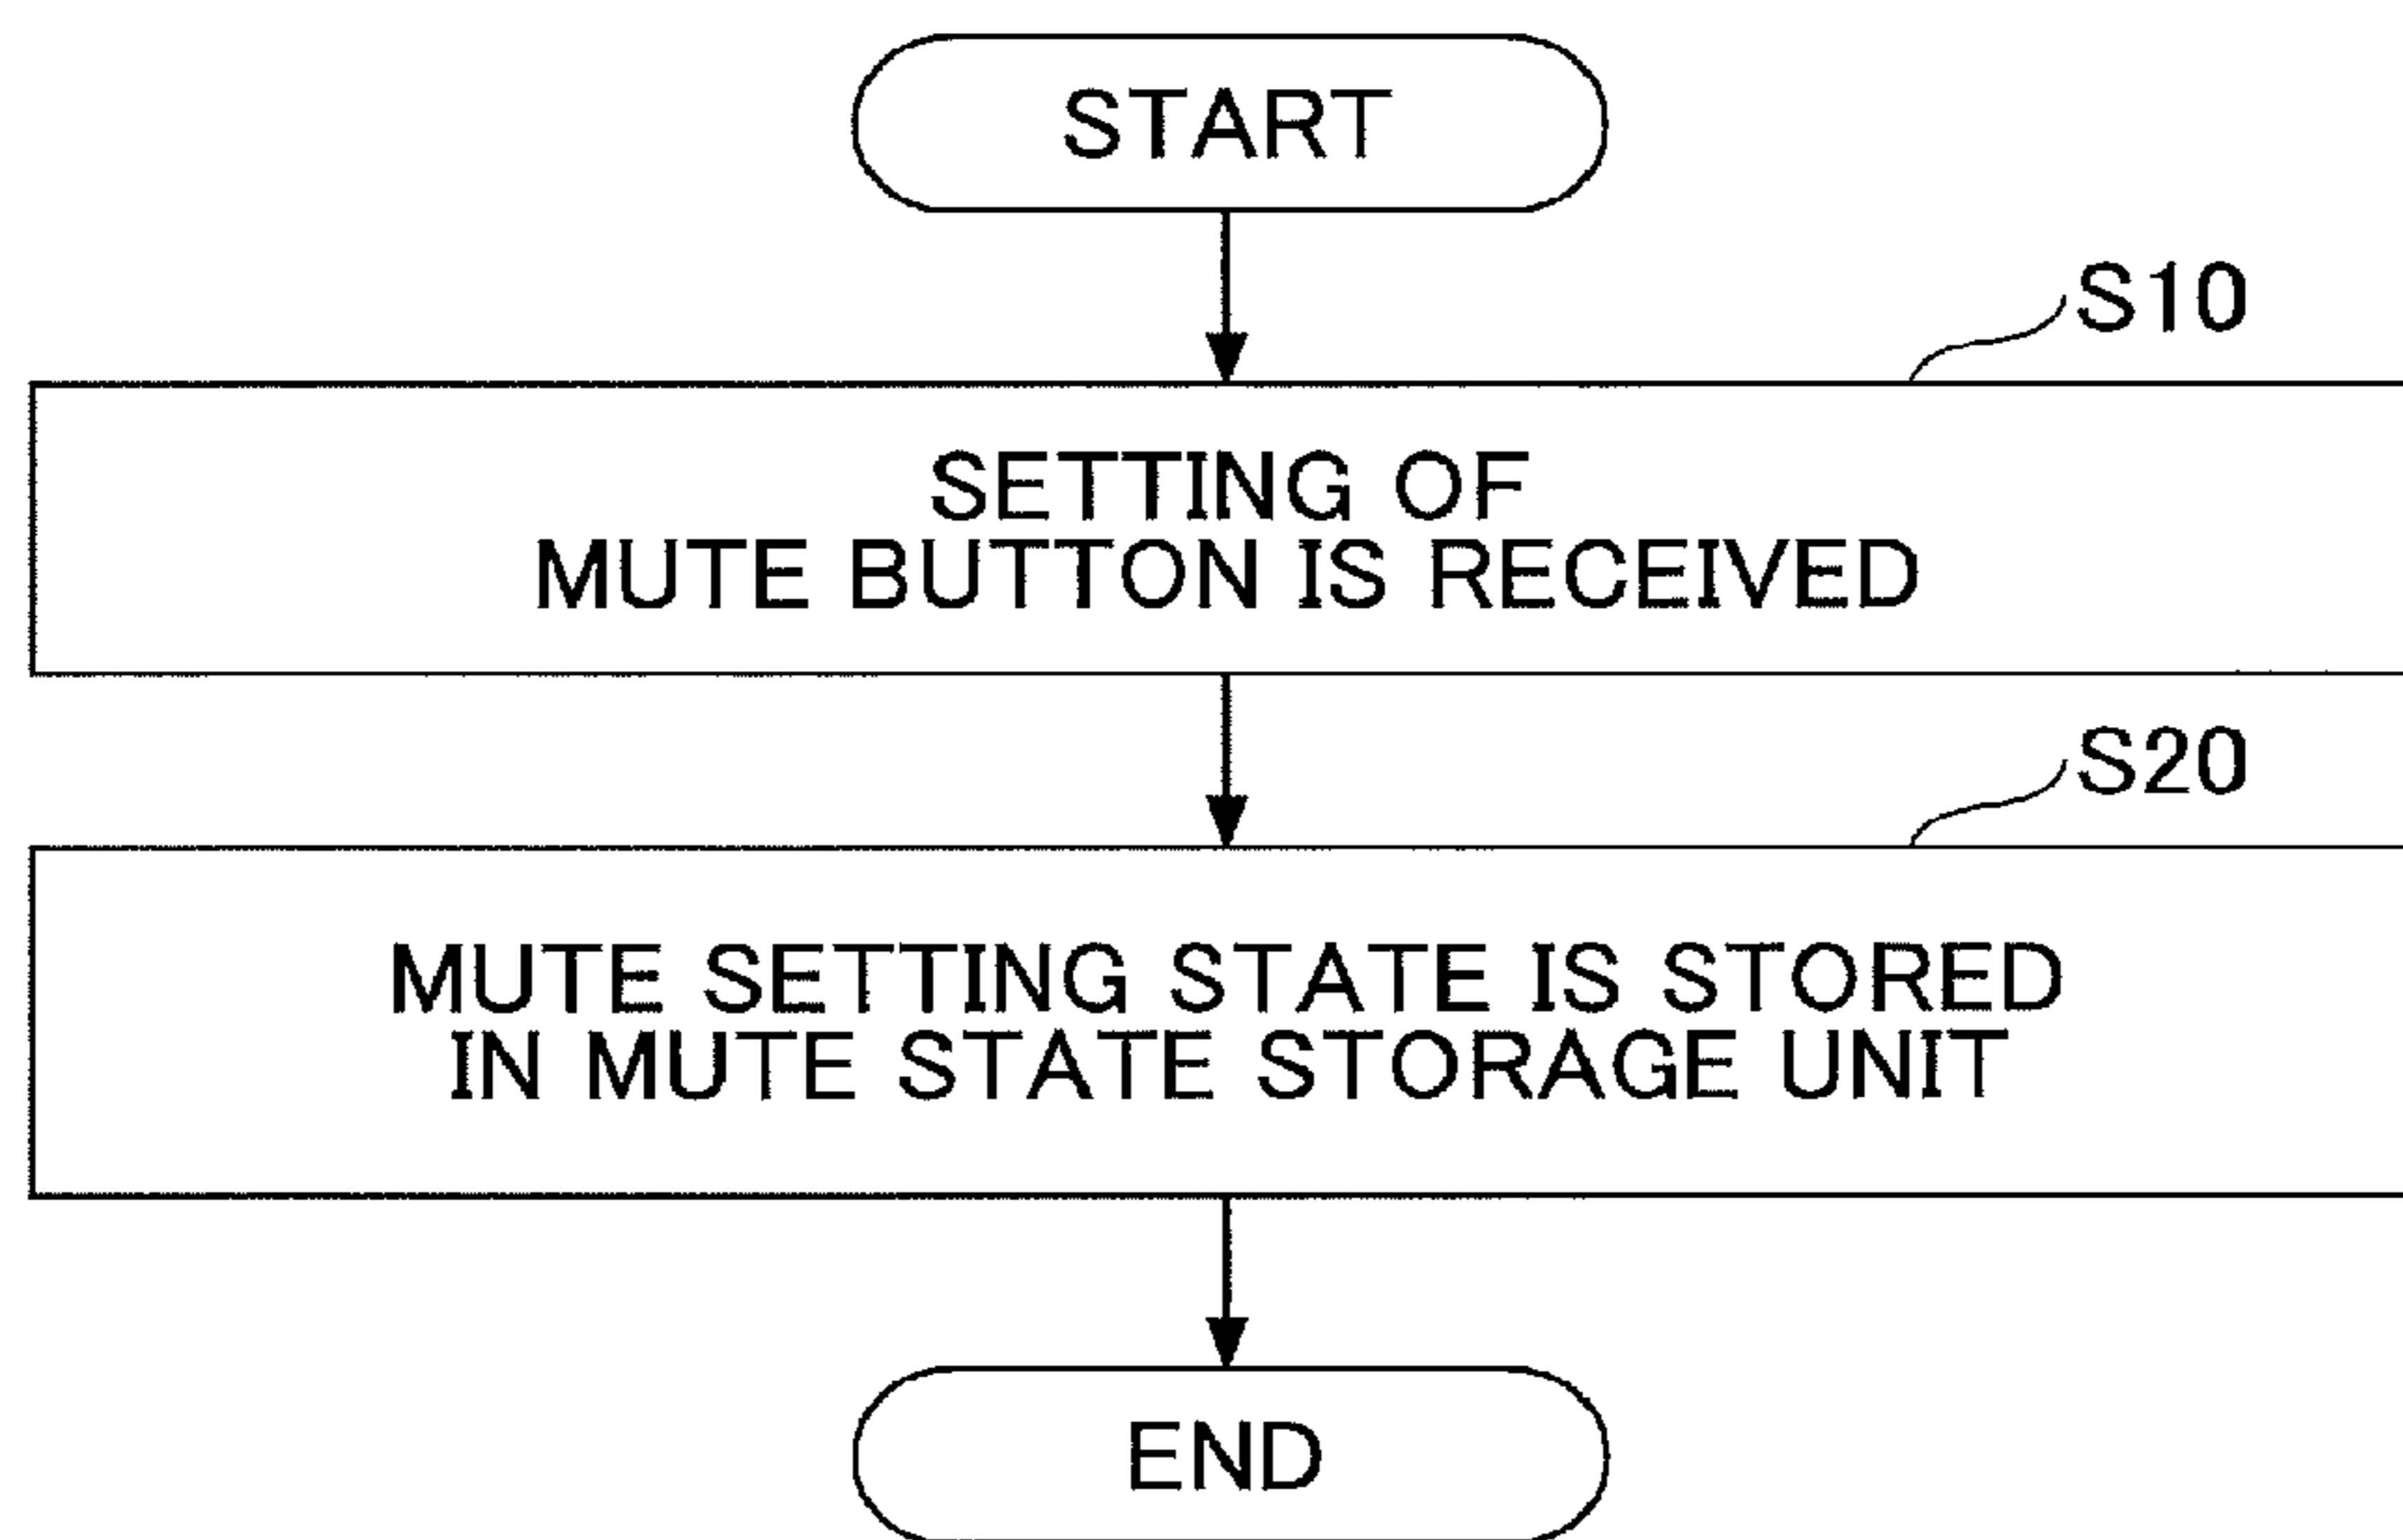 START
S10
SETTING OF
MUTE BUTTON IS RECEIVED
S20
MUTE SETTING STATE IS STORED
IN MUTE STATE STORAGE UNIT
END